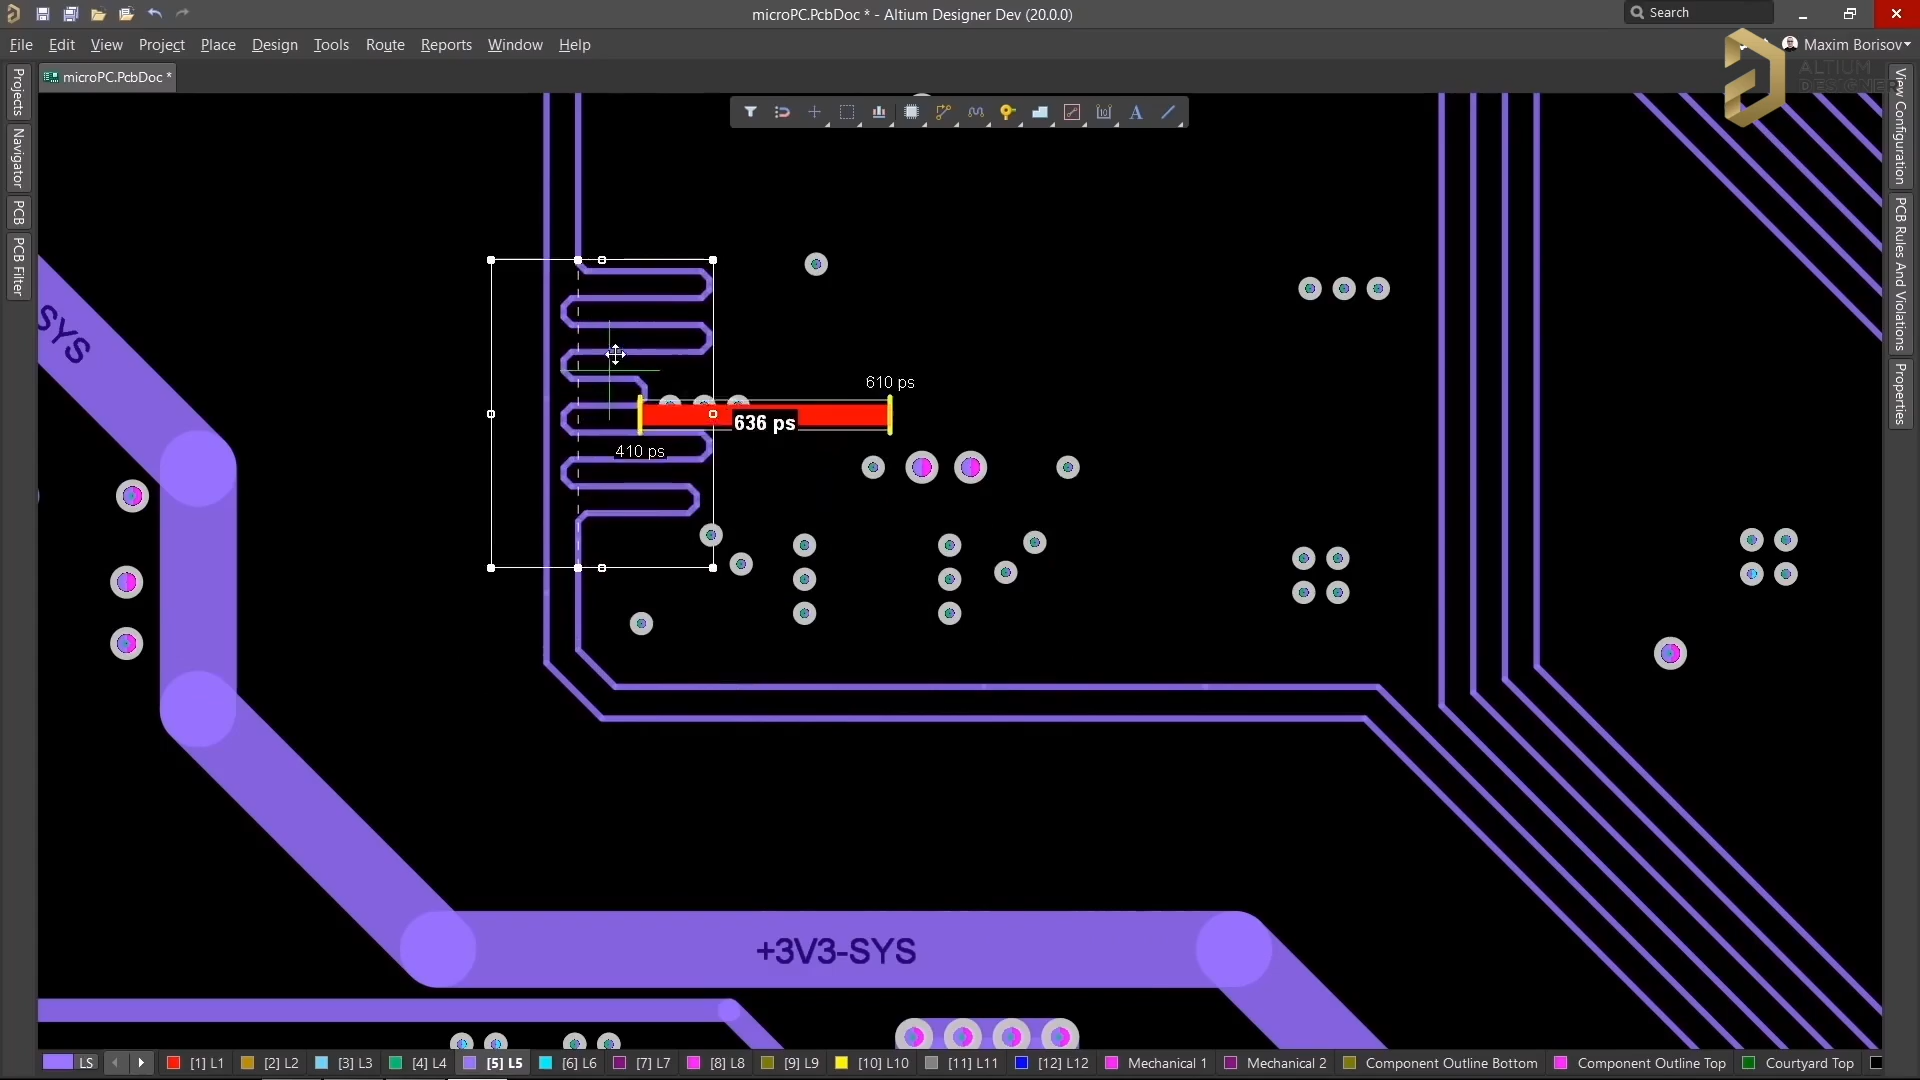 microPC.PcbDoc * - Altium Designer Dev (20.0.0)
Search
File Edit View Project Place Design Tools Route Reports Window Help
Maxim Borisov
ALTIUM
DESIGNER
microPC.PcbDoc *
Projects
Navigator
PCB
PCB Filter
View Configuration
PCB Rules And Violations
Properties
SYS
610 ps
636 ps
410 ps
+3V3-SYS
LS [1] L1 [2] L2 [3] L3 [4] L4 [5] L5 [6] L6 [7] L7 [8] L8 [9] L9 [10] L10 [11] L11 [12] L12 Mechanical 1 Mechanical 2 Component Outline Bottom Component Outline Top Courtyard Top